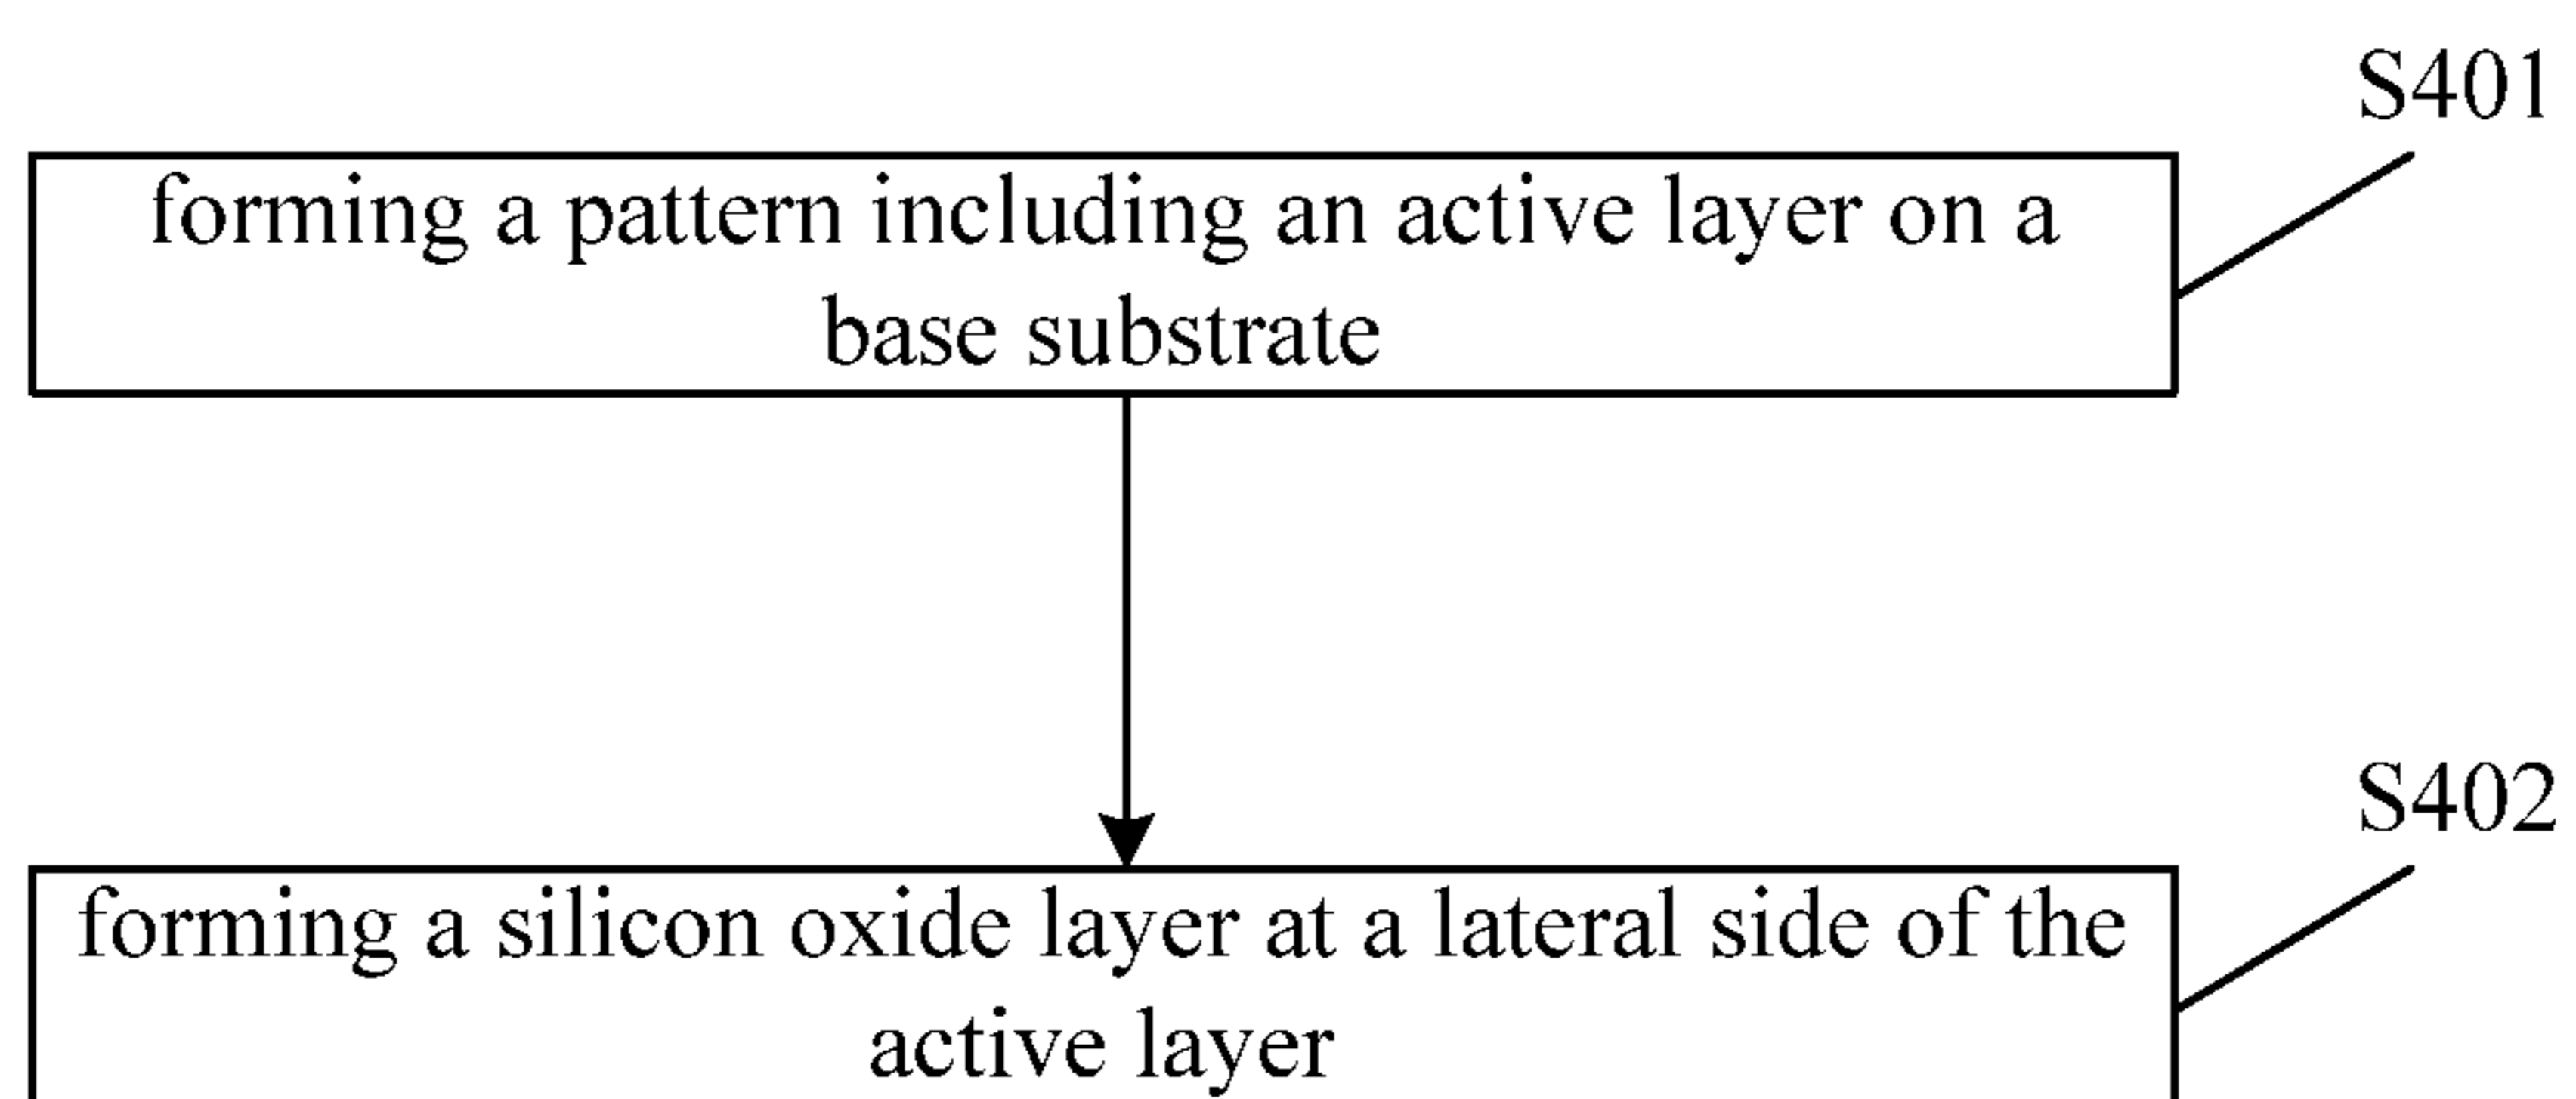 S401
forming a pattern including an active layer on a
base substrate
S402
forming a silicon oxide layer at a lateral side of the
active layer